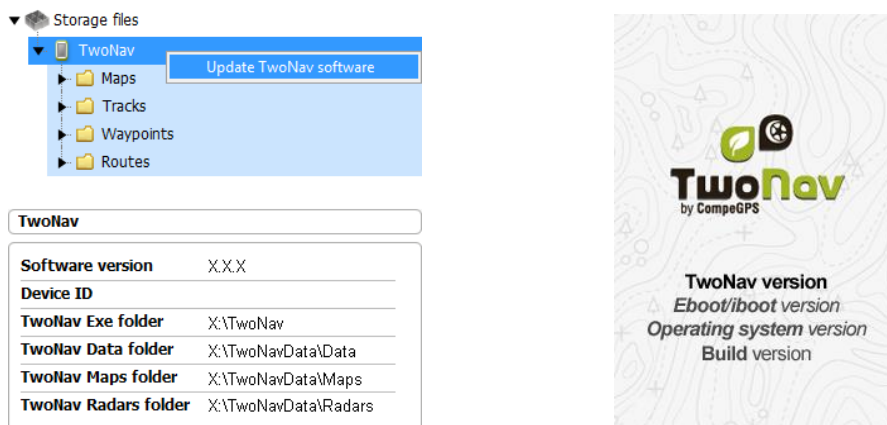 Storage files
TwoNav
Update TwoNav software
Maps
Tracks
Waypoints
Routes
TwoNav
Software version X.X.X
Device ID
TwoNav Exe folder X:\TwoNav
TwoNav Data folder X:\TwoNavData\Data
TwoNav Maps folder X:\TwoNavData\Maps
TwoNav Radars folder X:\TwoNavData\Radars
TwoNav
by CompeGPS
TwoNav version
Eboot/iboot version
Operating system version
Build version